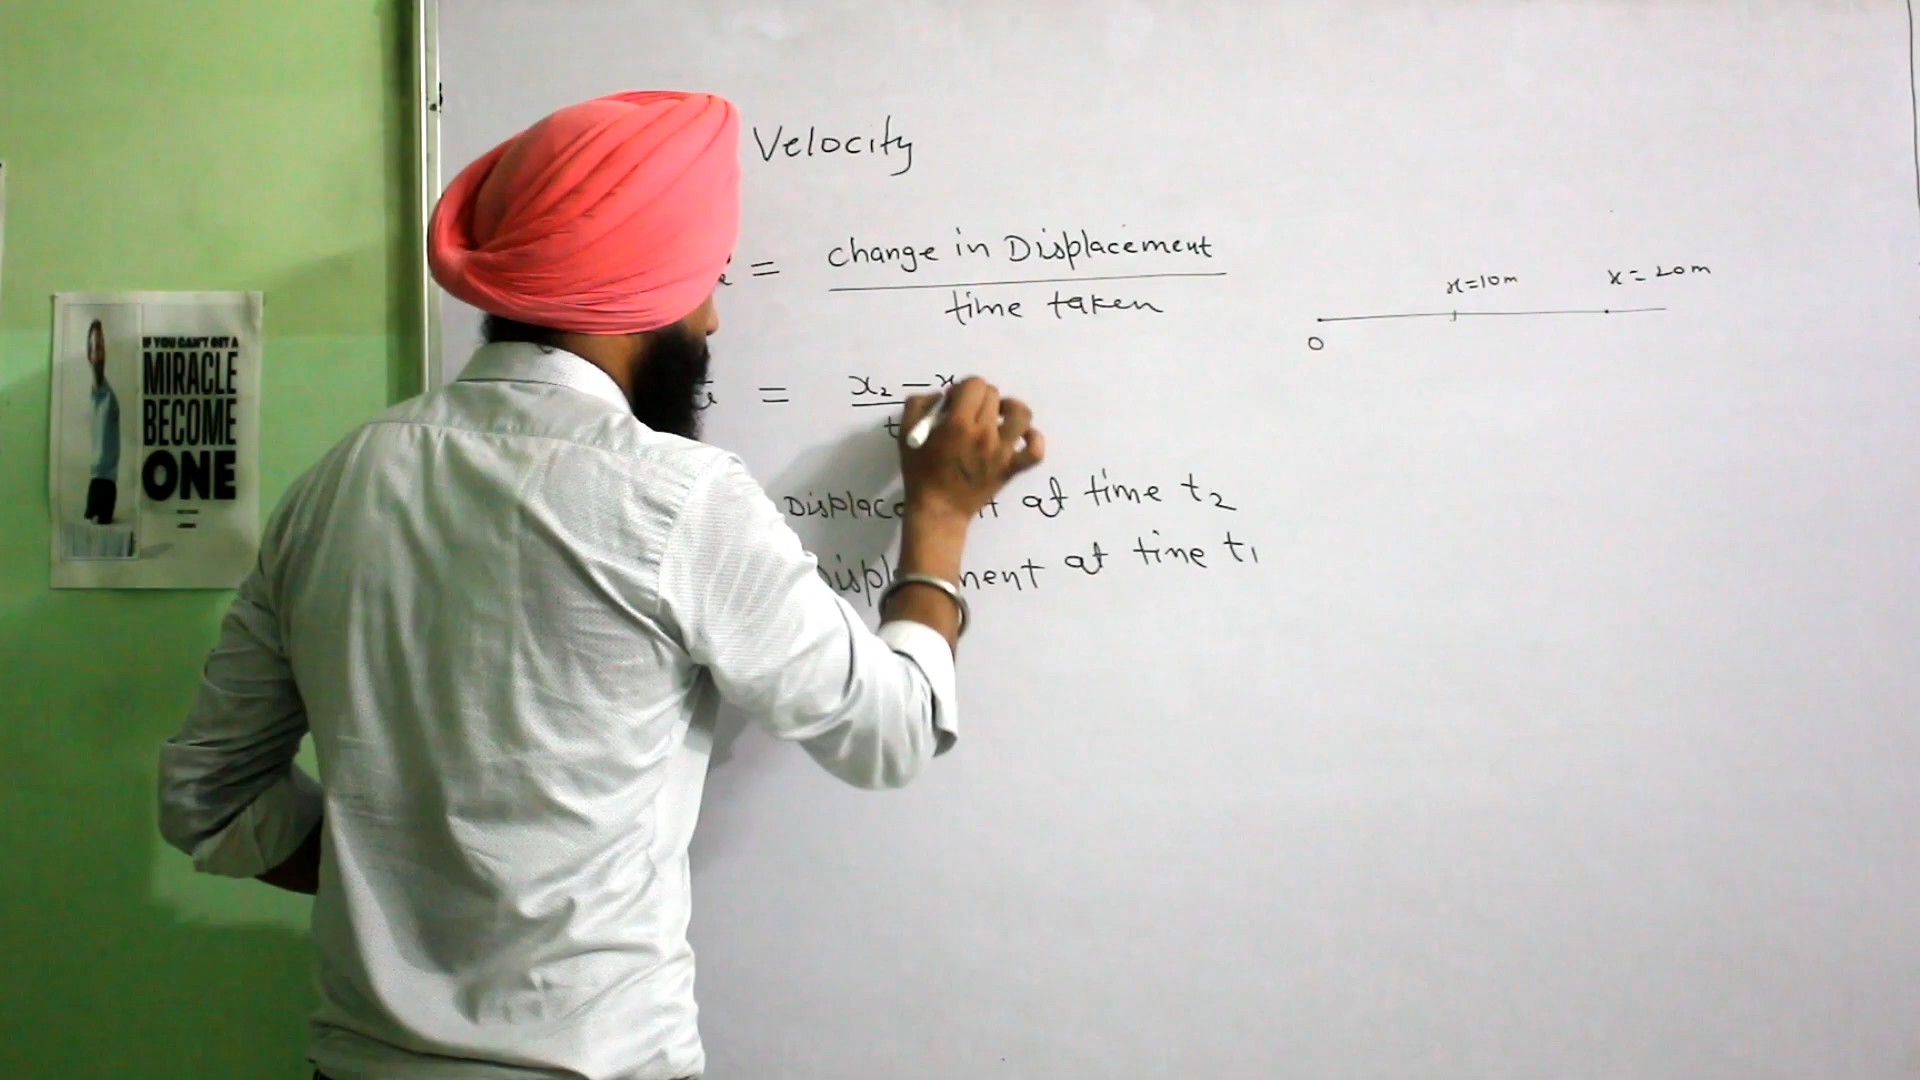 Velocity
= change in Displacement
time taken
x=10m
x=20m
0
= x₂ - x
t
Displacement at time t₂
Displacement at time t₁
IF YOU CAN'T GET A
MIRACLE
BECOME
ONE